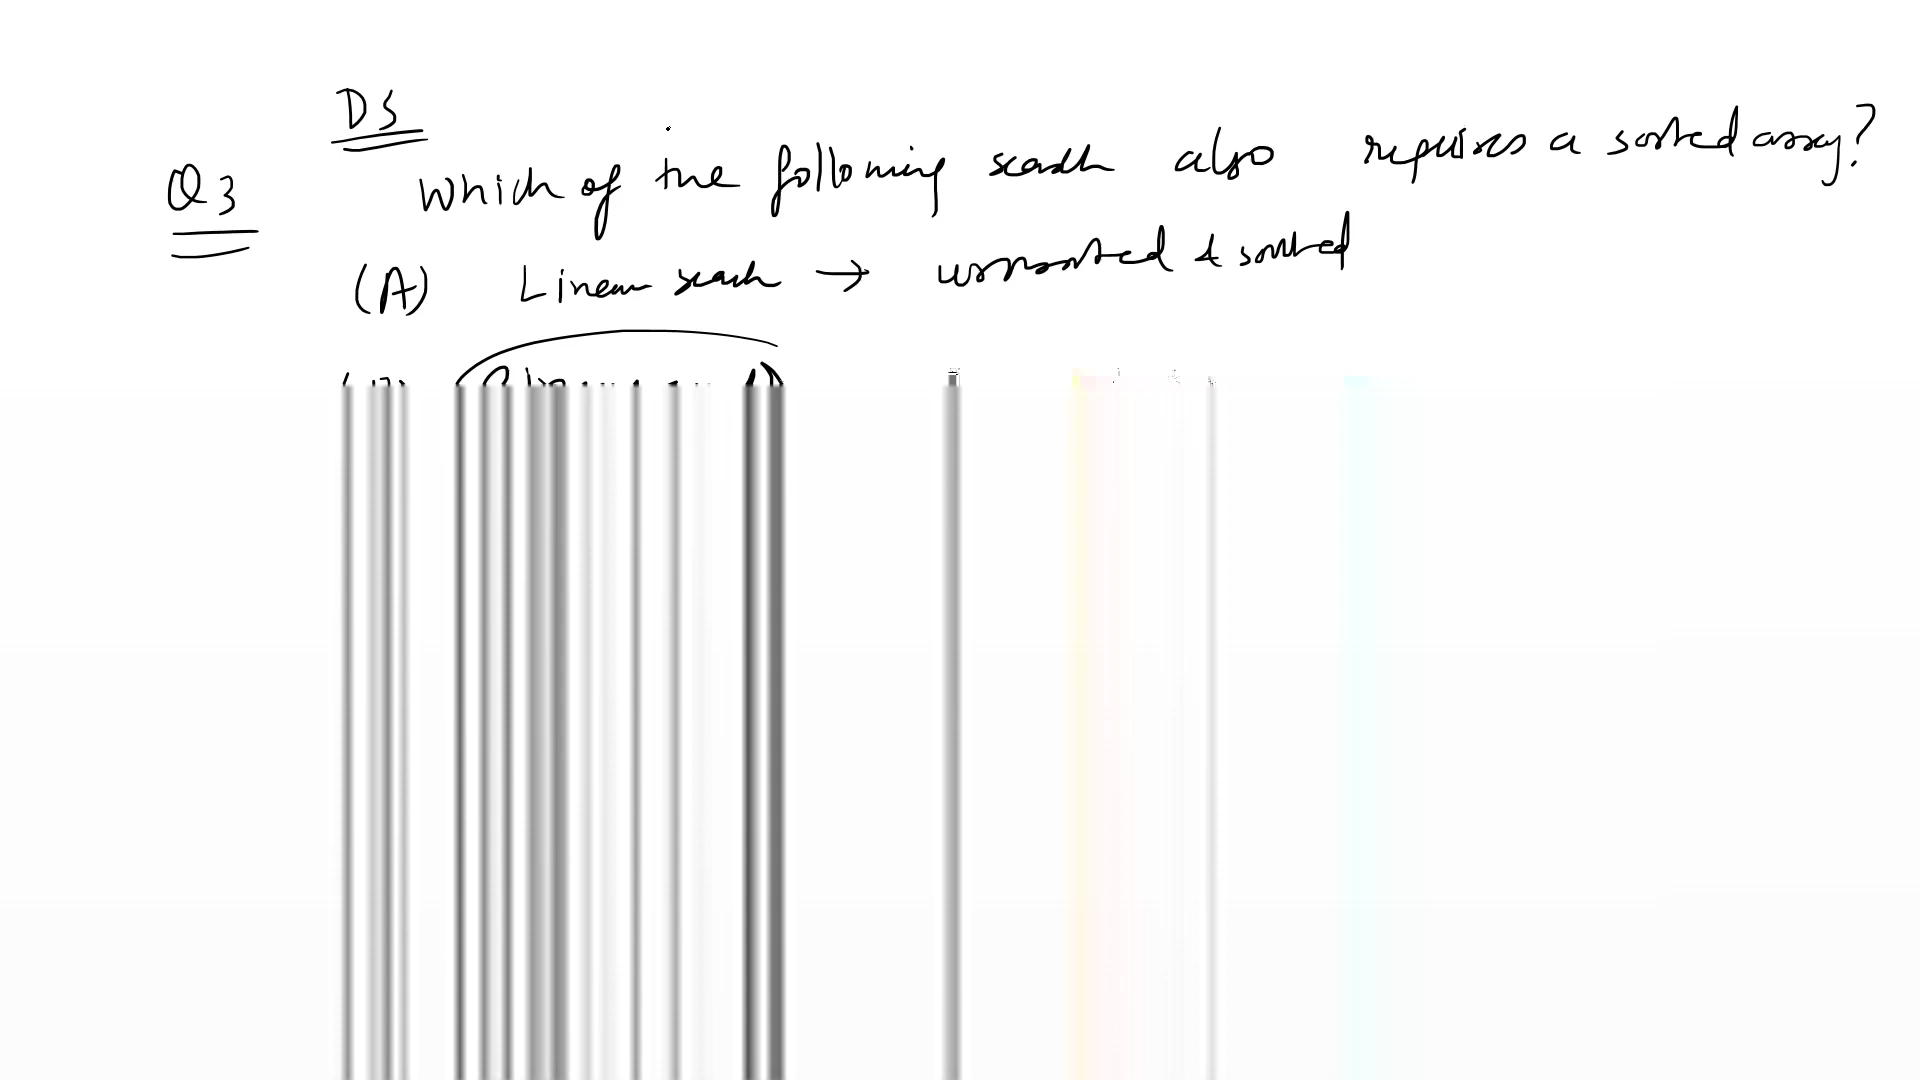 DS
Q3 Which of the following search also requires a sorted array?
(A) Linear search → unsorted & sorted